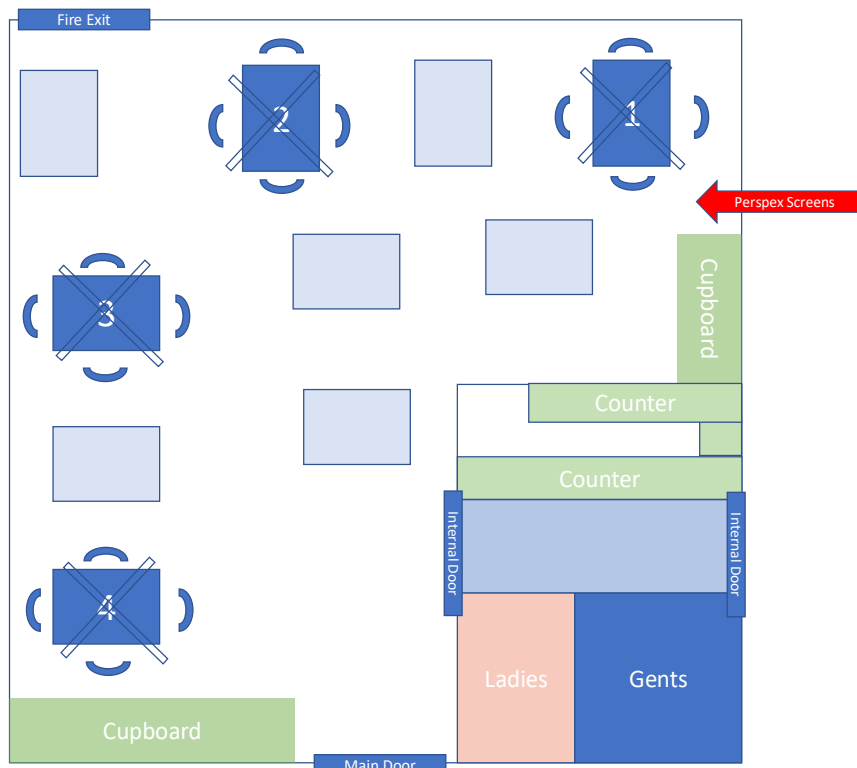 Fire Exit
2
1
Perspex Screens
3
Cupboard
Counter
Counter
Internal Door
Internal Door
4
Ladies
Gents
Cupboard
Main Door